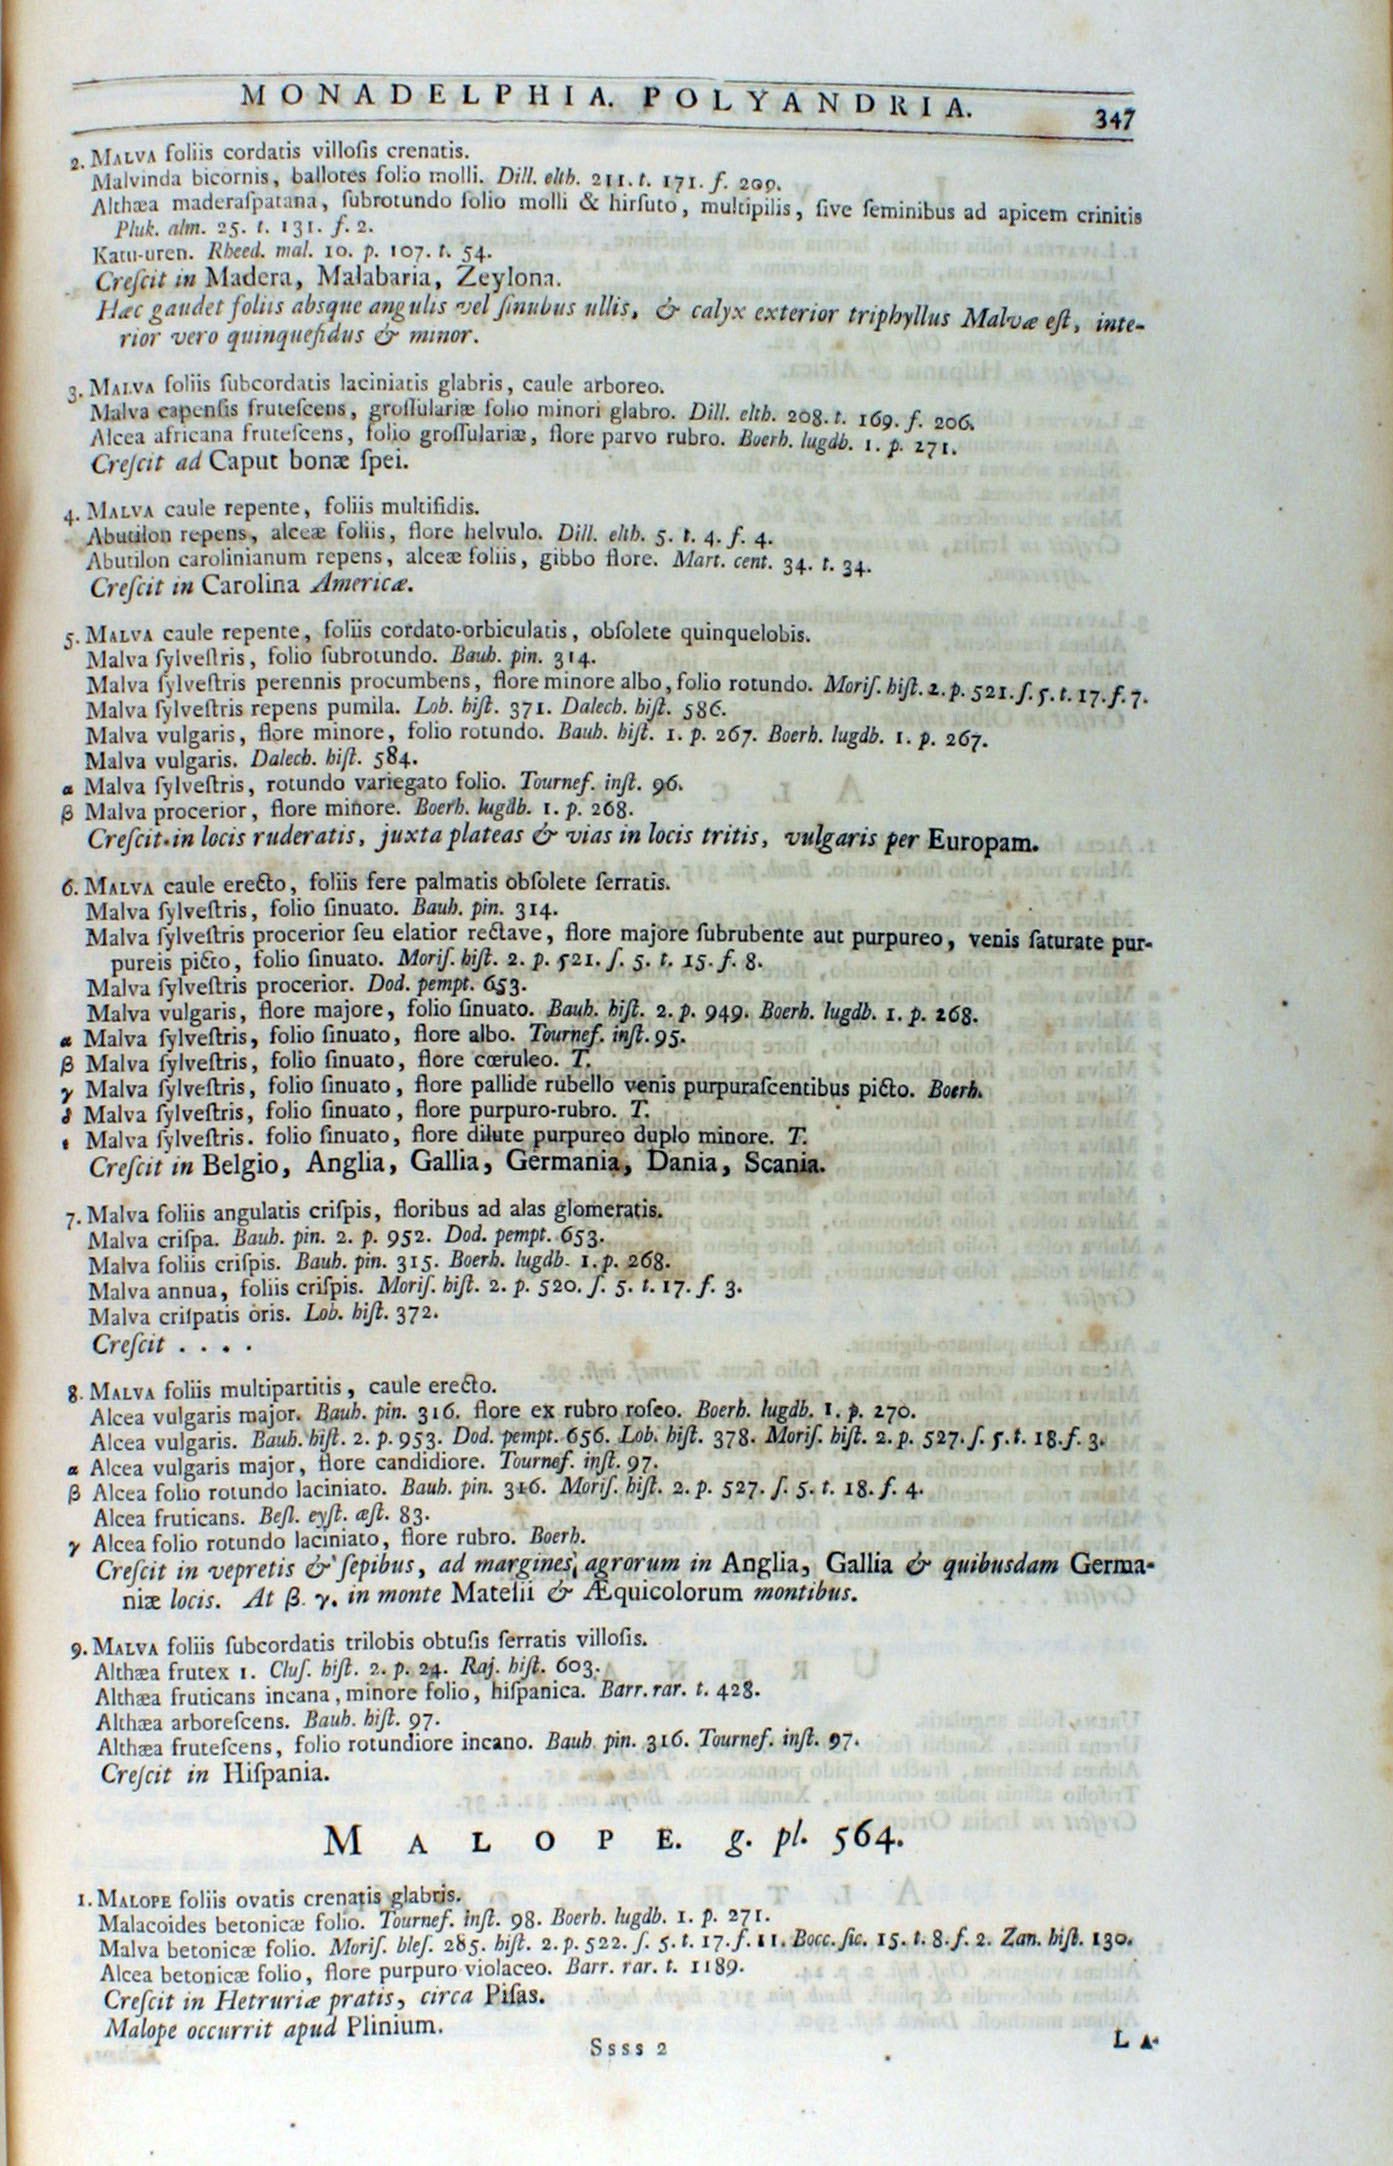 MONADELPHIA. POLYANDRIA. 347
2. MALVA foliis cordatis villoſis crenatis.
Malvinda bicornis, ballotes folio molli. Dill. elth. 211. t. 171. f. 209.
Althæa maderaſpatana, ſubrotundo folio molli & hirſuto, multipilis, ſive ſeminibus ad apicem crinitis
Pluk. alm. 25. t. 131. f. 2.
Katu-uren. Rheed. mal. 10. p. 107. t. 54.
Creſcit in Madera, Malabaria, Zeylona.
Hæc gaudet foliis absque angulis vel ſinubus ullis, & calyx exterior triphyllus Malvæ eſt, inte-
rior vero quinquefidus & minor.
3. MALVA foliis ſubcordatis laciniatis glabris, caule arboreo.
Malva capenſis fruteſcens, groſſulariæ folio minori glabro. Dill. elth. 208. t. 169. f. 206.
Alcea africana fruteſcens, folio groſſulariæ, flore parvo rubro. Boerh. lugdb. 1. p. 271.
Creſcit ad Caput bonæ ſpei.
4. MALVA caule repente, foliis multifidis.
Abutilon repens, alceæ foliis, flore helvulo. Dill. elth. 5. t. 4. f. 4.
Abutilon carolinianum repens, alceæ foliis, gibbo flore. Mart. cent. 34. t. 34.
Creſcit in Carolina Americæ.
5. MALVA caule repente, foliis cordato-orbiculatis, obſolete quinquelobis.
Malva ſylveſtris, folio ſubrotundo. Bauh. pin. 314.
Malva ſylveſtris perennis procumbens, flore minore albo, folio rotundo. Moriſ. hiſt. 2. p. 521. ſ. 5. t. 17. f. 7.
Malva ſylveſtris repens pumila. Lob. hiſt. 371. Dalech. hiſt. 586.
Malva vulgaris, flore minore, folio rotundo. Bauh. hiſt. 1. p. 267. Boerh. lugdb. 1. p. 267.
Malva vulgaris. Dalech. hiſt. 584.
α Malva ſylveſtris, rotundo variegato folio. Tournef. inſt. 96.
β Malva procerior, flore minore. Boerh. lugdb. 1. p. 268.
Creſcit in locis ruderatis, juxta plateas & vias in locis tritis, vulgaris per Europam.
6. MALVA caule erecto, foliis fere palmatis obſolete ſerratis.
Malva ſylveſtris, folio ſinuato. Bauh. pin. 314.
Malva ſylveſtris procerior ſeu elatior rectave, flore majore ſubrubente aut purpureo, venis ſaturate pur-
pureis picto, folio ſinuato. Moriſ. hiſt. 2. p. 521. ſ. 5. t. 15. f. 8.
Malva ſylveſtris procerior. Dod. pempt. 653.
Malva vulgaris, flore majore, folio ſinuato. Bauh. hiſt. 2. p. 949. Boerh. lugdb. 1. p. 268.
α Malva ſylveſtris, folio ſinuato, flore albo. Tournef. inſt. 95.
β Malva ſylveſtris, folio ſinuato, flore cœruleo. T.
γ Malva ſylveſtris, folio ſinuato, flore pallide rubello venis purpuraſcentibus picto. Boerh.
δ Malva ſylveſtris, folio ſinuato, flore purpuro-rubro. T.
ε Malva ſylveſtris. folio ſinuato, flore dilute purpureo duplo minore. T.
Creſcit in Belgio, Anglia, Gallia, Germania, Dania, Scania.
7. Malva foliis angulatis criſpis, floribus ad alas glomeratis.
Malva criſpa. Bauh. pin. 2. p. 952. Dod. pempt. 653.
Malva foliis criſpis. Bauh. pin. 315. Boerh. lugdb. 1. p. 268.
Malva annua, foliis criſpis. Moriſ. hiſt. 2. p. 520. ſ. 5. t. 17. f. 3.
Malva criſpatis oris. Lob. hiſt. 372.
Creſcit . . . .
8. MALVA foliis multipartitis, caule erecto.
Alcea vulgaris major. Bauh. pin. 316. flore ex rubro roſeo. Boerh. lugdb. 1. p. 270.
Alcea vulgaris. Bauh. hiſt. 2. p. 953. Dod. pempt. 656. Lob. hiſt. 378. Moriſ. hiſt. 2. p. 527. ſ. 5. t. 18. f. 3.
α Alcea vulgaris major, flore candidiore. Tournef. inſt. 97.
β Alcea folio rotundo laciniato. Bauh. pin. 316. Moriſ. hiſt. 2. p. 527. ſ. 5. t. 18. f. 4.
Alcea fruticans. Beſl. eyſt. æſt. 83.
γ Alcea folio rotundo laciniato, flore rubro. Boerh.
Creſcit in vepretis & ſepibus, ad margines agrorum in Anglia, Gallia & quibusdam Germa-
niæ locis. At β. γ. in monte Mateſii & Æquicolorum montibus.
9. MALVA foliis ſubcordatis trilobis obtuſis ſerratis villoſis.
Althæa frutex 1. Cluſ. hiſt. 2. p. 24. Raj. hiſt. 603.
Althæa fruticans incana, minore folio, hiſpanica. Barr. rar. t. 428.
Althæa arboreſcens. Bauh. hiſt. 97.
Althæa fruteſcens, folio rotundiore incano. Bauh. pin. 316. Tournef. inſt. 97.
Creſcit in Hiſpania.
MALOPE. g. pl. 564.
1. MALOPE foliis ovatis crenatis glabris.
Malacoides betonicæ folio. Tournef. inſt. 98. Boerh. lugdb. 1. p. 271.
Malva betonicæ folio. Moriſ. bleſ. 285. hiſt. 2. p. 522. ſ. 5. t. 17. f. 11. Bocc. ſic. 15. t. 8. f. 2. Zan. hiſt. 130.
Alcea betonicæ folio, flore purpuro violaceo. Barr. rar. t. 1189.
Creſcit in Hetruriæ pratis, circa Piſas.
Malope occurrit apud Plinium.
Ssss 2 LA-